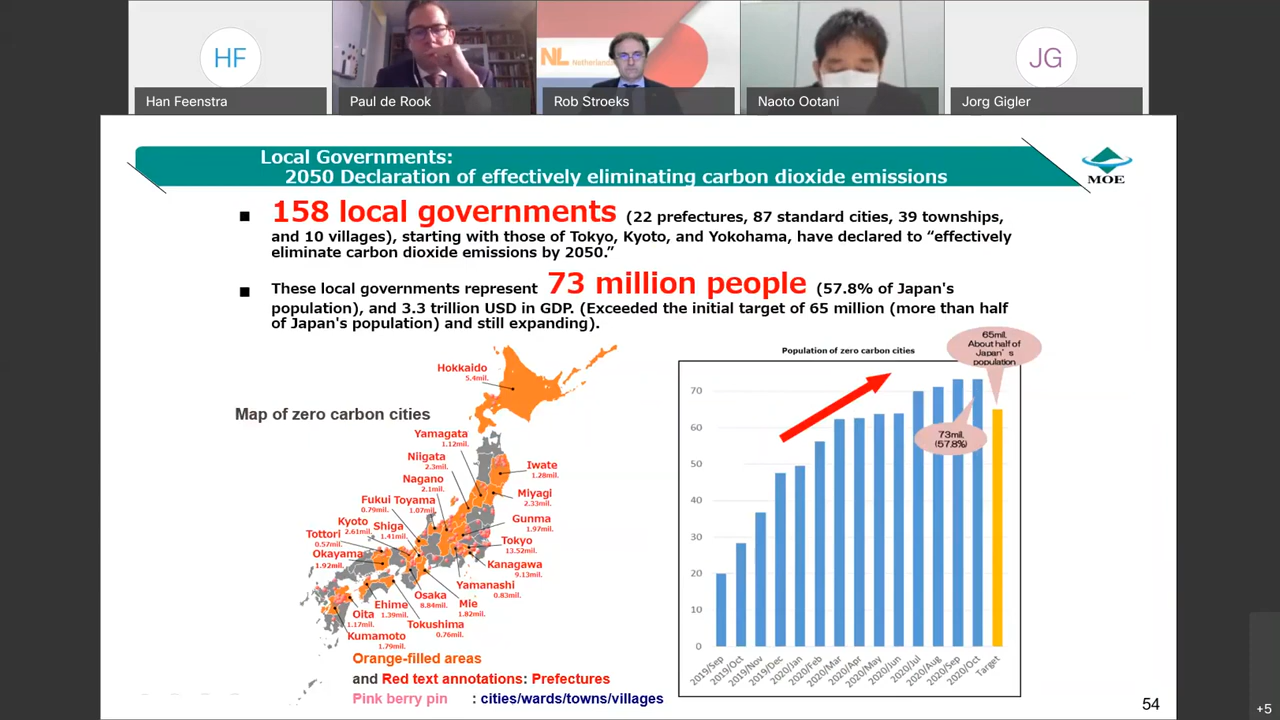 HF
JG
NL Netherlands
Han Feenstra
Paul de Rook
Rob Stroeks
Naoto Ootani
Jorg Gigler
Local Governments:
2050 Declaration of effectively eliminating carbon dioxide emissions
MOE
■ 158 local governments (22 prefectures, 87 standard cities, 39 townships,
and 10 villages), starting with those of Tokyo, Kyoto, and Yokohama, have declared to “effectively
eliminate carbon dioxide emissions by 2050.”
■ These local governments represent 73 million people (57.8% of Japan's
population), and 3.3 trillion USD in GDP. (Exceeded the initial target of 65 million (more than half
of Japan's population) and still expanding).
Map of zero carbon cities
Hokkaido
5.4mil.
Yamagata
1.12mil.
Niigata
2.3mil.
Nagano
2.1mil.
Fukui
0.79mil.
Toyama
1.07mil.
Kyoto
2.61mil.
Shiga
1.41mil.
Tottori
0.57mil.
Okayama
1.92mil.
Iwate
1.28mil.
Miyagi
2.33mil.
Gunma
1.97mil.
Tokyo
13.52mil.
Kanagawa
9.13mil.
Yamanashi
0.83mil.
Osaka
8.84mil.
Mie
1.82mil.
Ehime
1.39mil.
Oita
1.17mil.
Tokushima
0.76mil.
Kumamoto
1.79mil.
Orange-filled areas
and Red text annotations: Prefectures
Pink berry pin : cities/wards/towns/villages
Population of zero carbon cities
65mil.
About half of
Japan’s
population
73mil.
(57.8%)
70
50
40
30
20
10
0
2019/Sep
2019/Oct
2019/Nov
2019/Dec
2020/Jan
2020/Feb
2020/Mar
2020/Apr
2020/May
2020/Jun
2020/Jul
2020/Aug
2020/Sep
2020/Oct
Target
54
+5